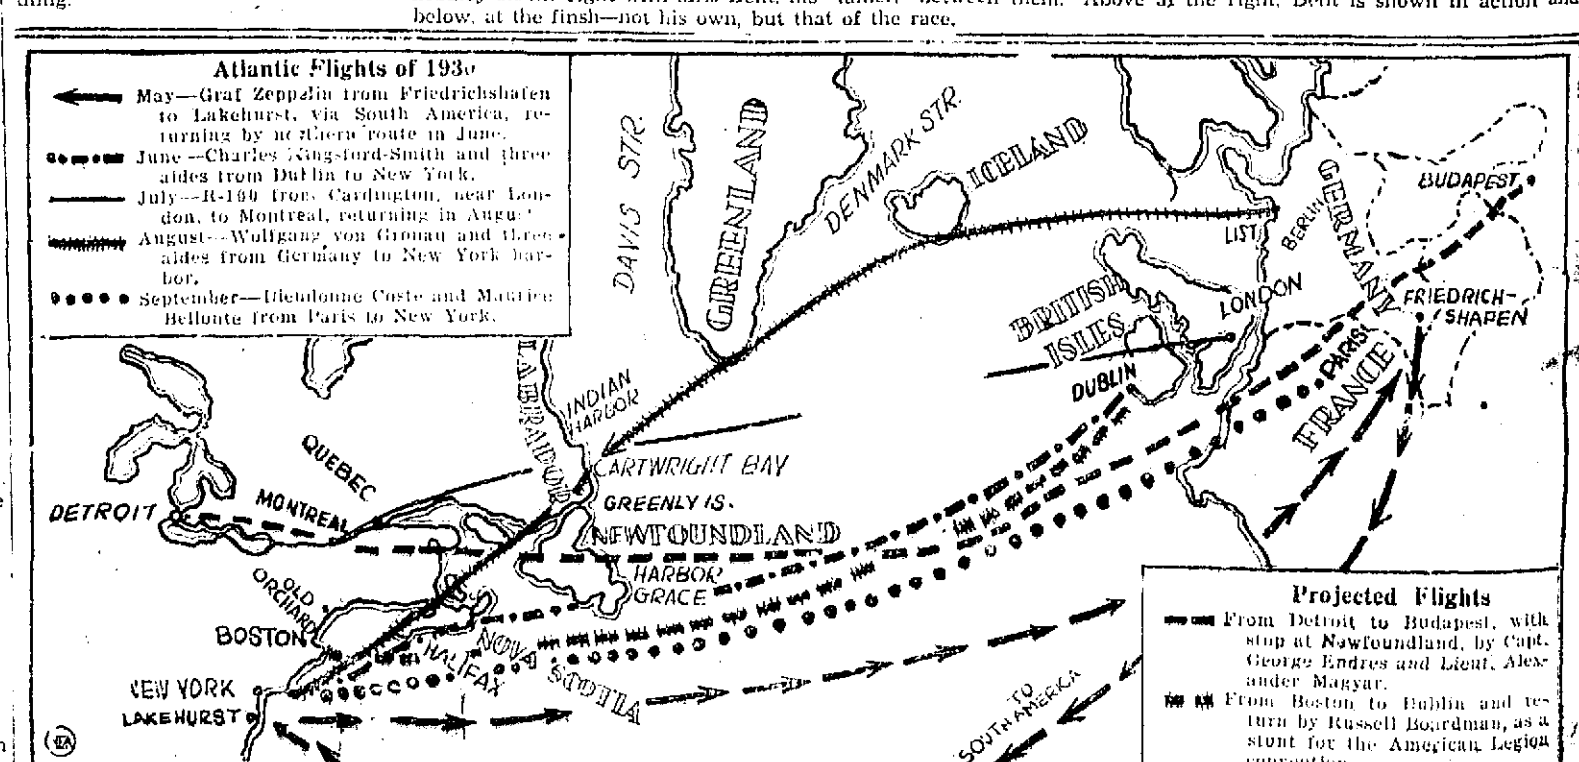 thing.
below, at the finsh—not his own, but that of the race.
Atlantic Flights of 1930
May—Graf Zeppelin from Friedrichshafen
to Lakehurst, via South America, re-
turning by northern route in June.
June—Charles Kingsford-Smith and three
aides from Dublin to New York.
July—R-100 from Cardington, near Lon-
don, to Montreal, returning in August
August—Wolfgang von Gronau and three
aides from Germany to New York har-
bor.
September—Dieudonne Coste and Maurice
Bellonte from Paris to New York.
DAVIS STR.
GREENLAND
DENMARK STR.
ICELAND
LIST
BERLIN
GERMANY
BUDAPEST
FRIEDRICH-
SHAFEN
BRITISH
ISLES
LONDON
DUBLIN
PARIS
FRANCE
LABRADOR
INDIAN
HARBOR
CARTWRIGHT BAY
GREENLY IS.
NEWFOUNDLAND
HARBOR
GRACE
QUEBEC
MONTREAL
DETROIT
OLD
ORCHARD
BOSTON
HALIFAX
NOVA
SCOTIA
NEW YORK
LAKEHURST
TO
SOUTH AMERICA
Projected Flights
From Detroit to Budapest, with
stop at Newfoundland, by Capt.
George Endres and Lieut. Alex-
ander Magyar.
From Boston to Dublin and re-
turn by Russell Boardman, as a
stunt for the American Legion
convention